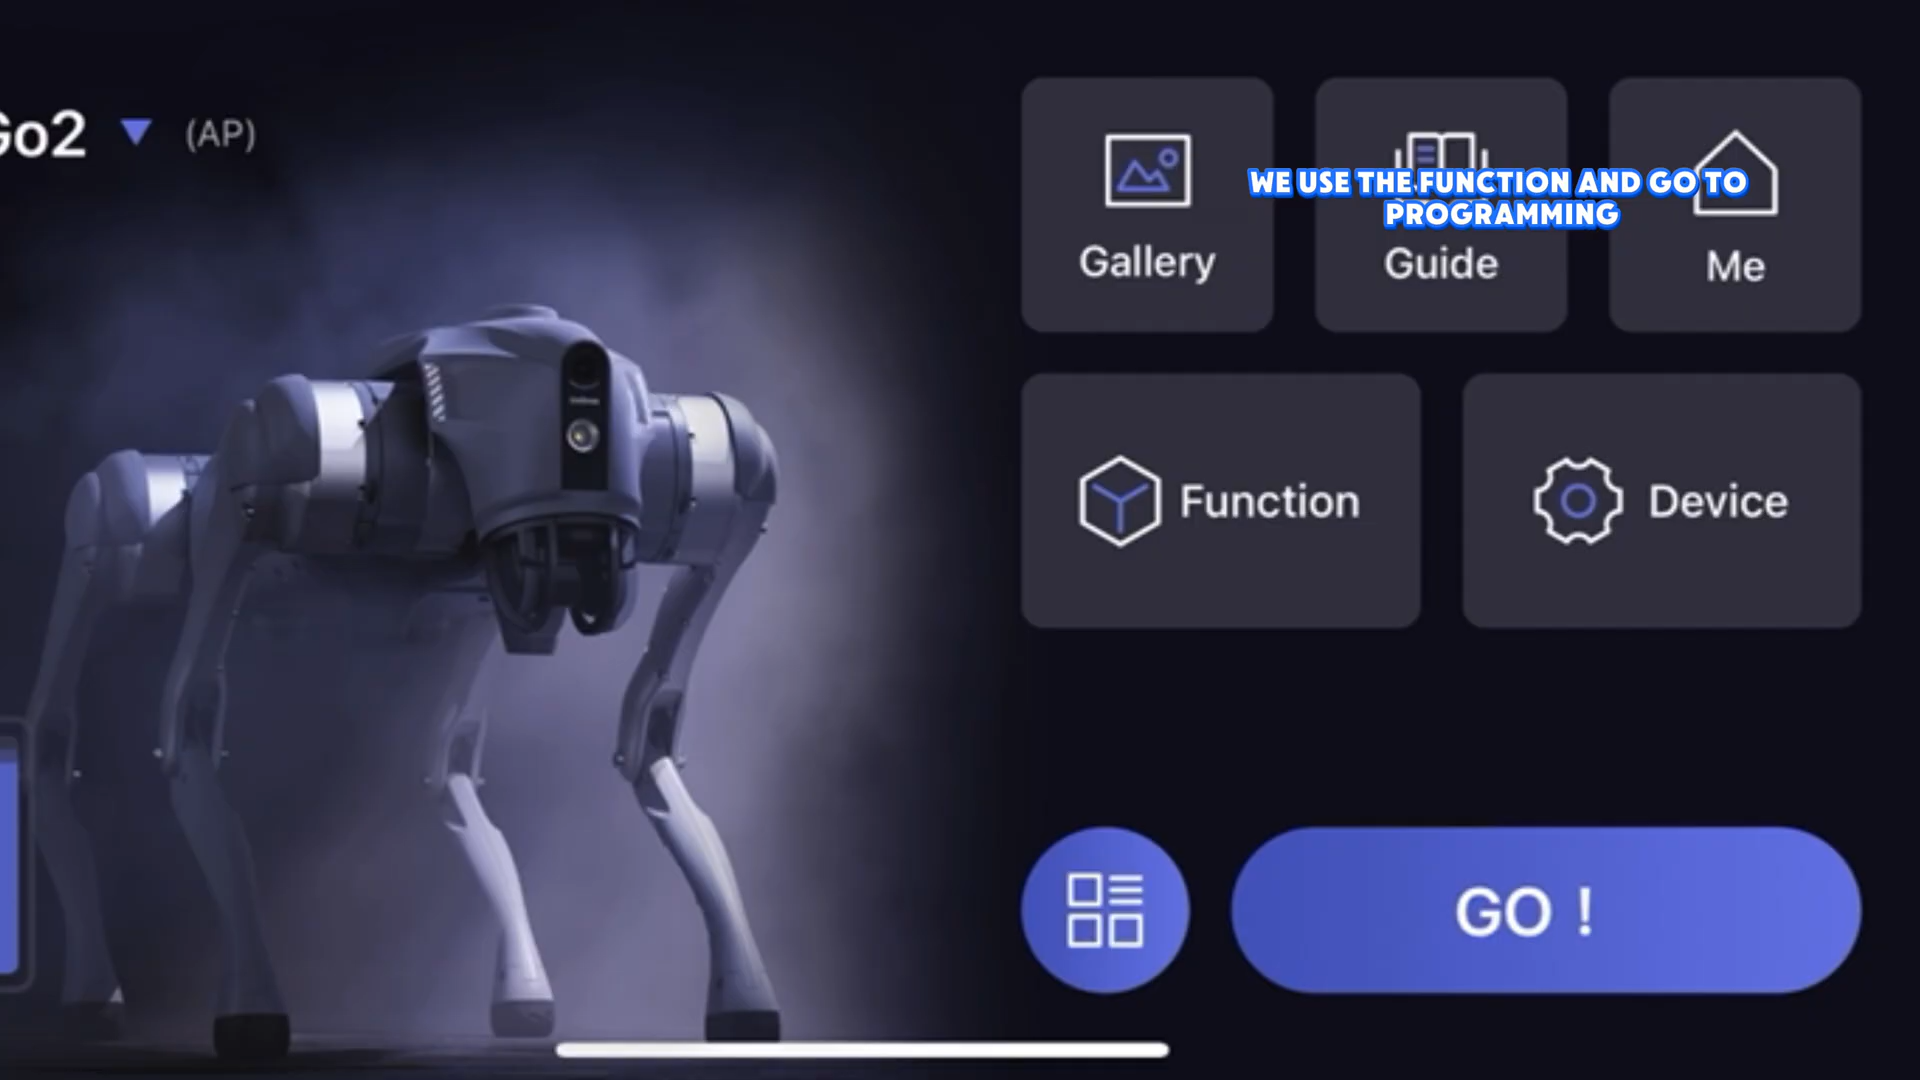 Go2 (AP)
WE USE THE FUNCTION AND GO TO
PROGRAMMING
Gallery
Guide
Me
Function
Device
GO !